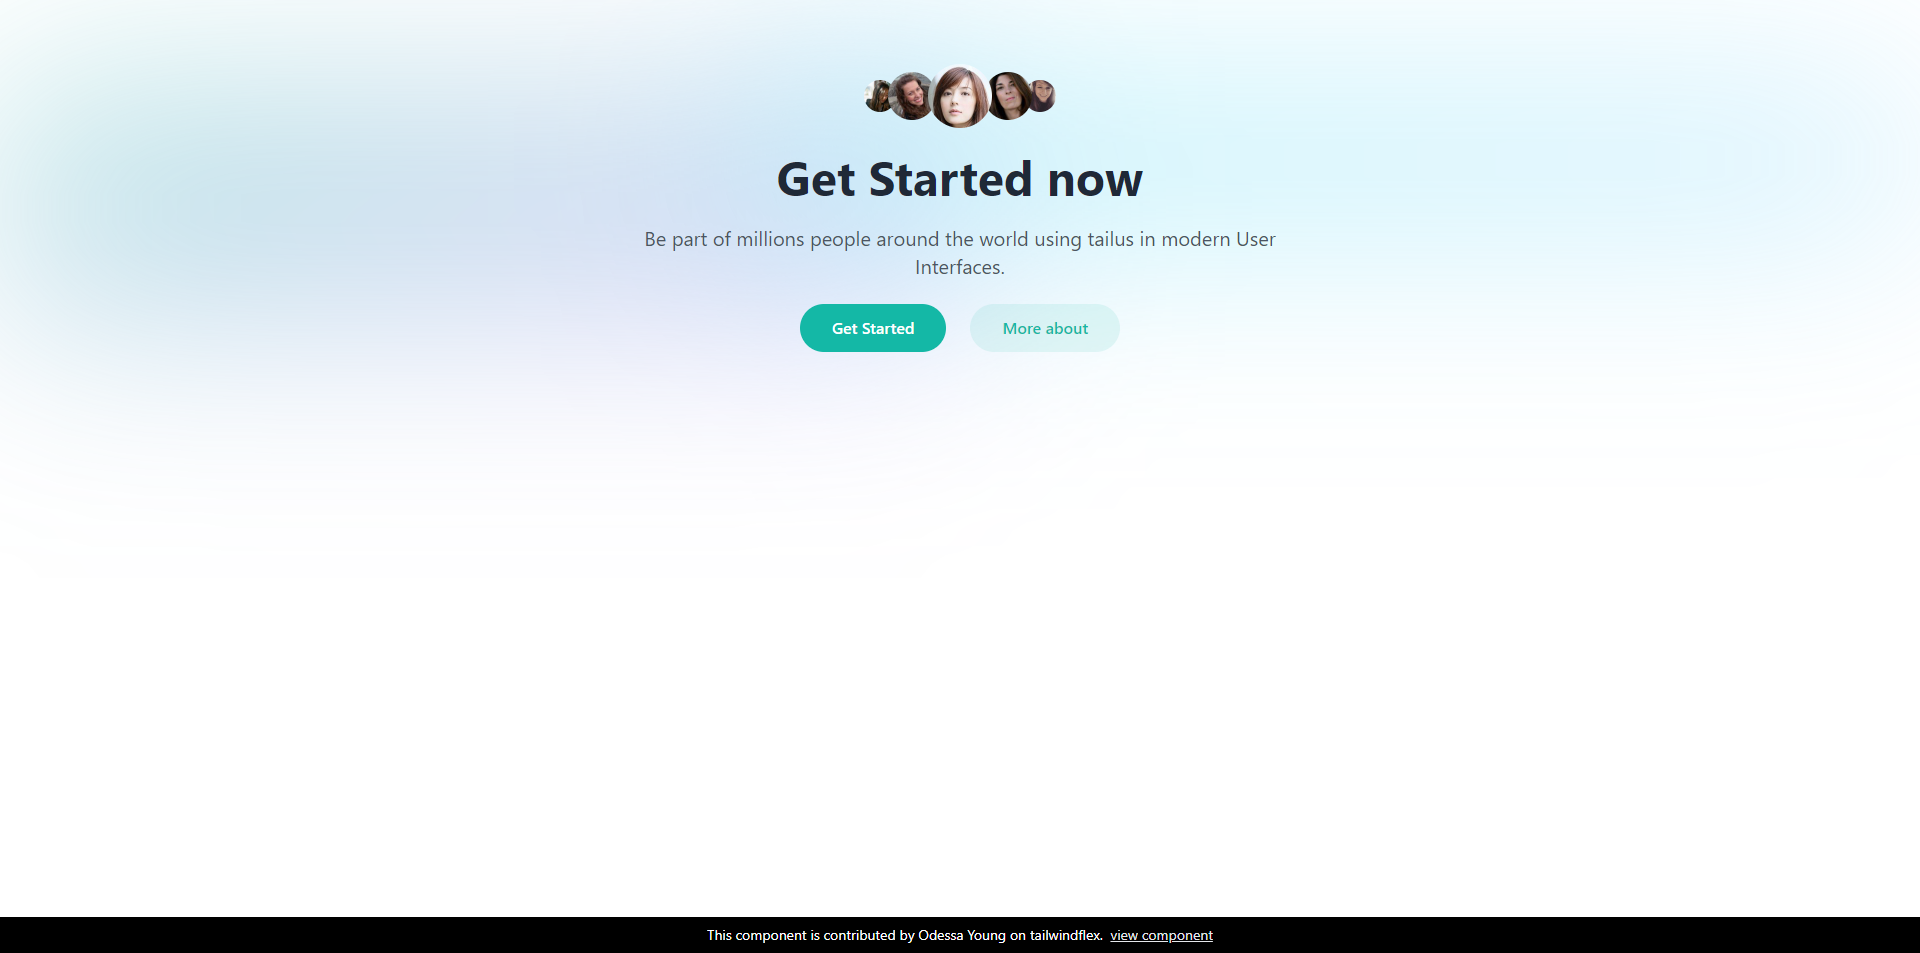 Get Started now
Be part of millions people around the world using tailus in modern User
Interfaces.
Get Started
More about
This component is contributed by Odessa Young on tailwindflex. view component